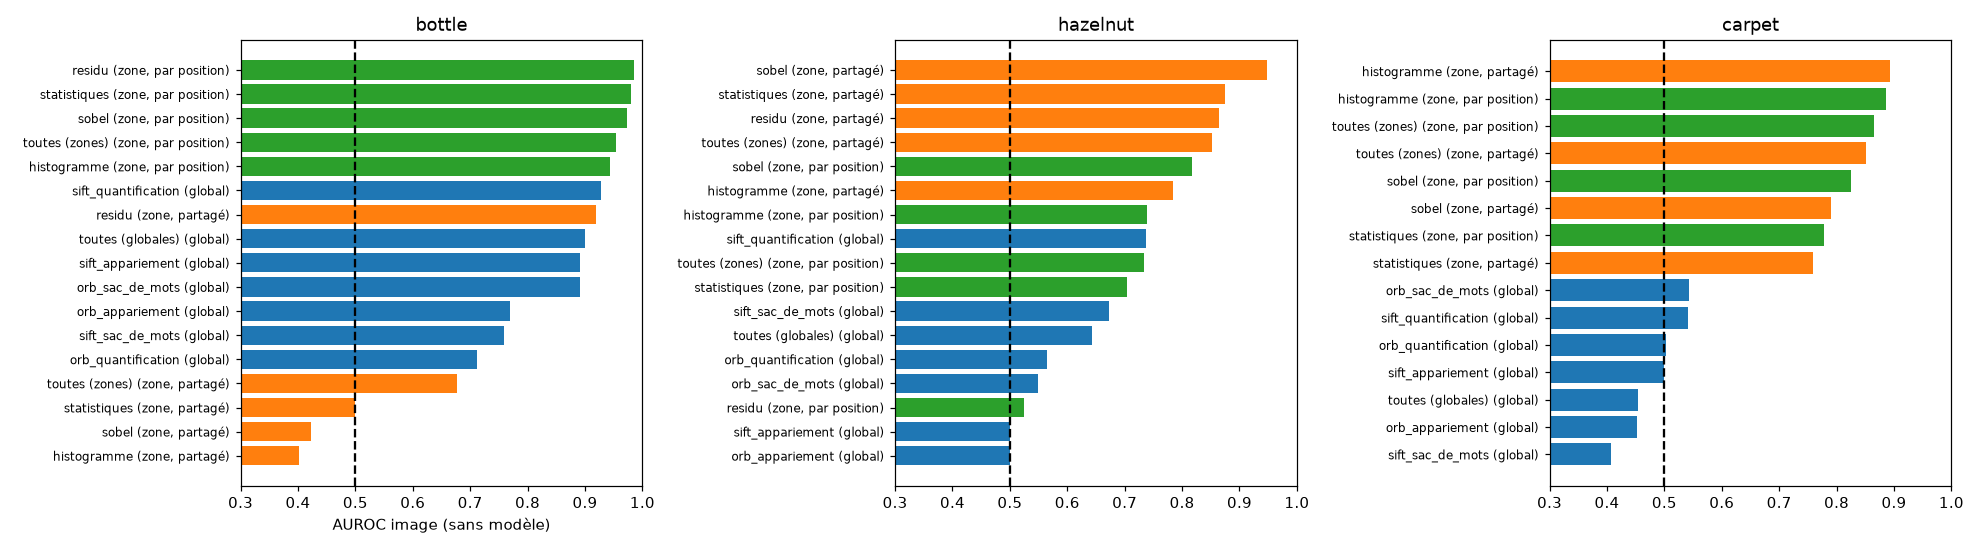 bottle
residu (zone, par position)
statistiques (zone, par position)
sobel (zone, par position)
toutes (zones) (zone, par position)
histogramme (zone, par position)
sift_quantification (global)
residu (zone, partagé)
toutes (globales) (global)
sift_appariement (global)
orb_sac_de_mots (global)
orb_appariement (global)
sift_sac_de_mots (global)
orb_quantification (global)
toutes (zones) (zone, partagé)
statistiques (zone, partagé)
sobel (zone, partagé)
histogramme (zone, partagé)
0.3 0.4 0.5 0.6 0.7 0.8 0.9 1.0
AUROC image (sans modèle)
hazelnut
sobel (zone, partagé)
statistiques (zone, partagé)
residu (zone, partagé)
toutes (zones) (zone, partagé)
sobel (zone, par position)
histogramme (zone, partagé)
histogramme (zone, par position)
sift_quantification (global)
toutes (zones) (zone, par position)
statistiques (zone, par position)
sift_sac_de_mots (global)
toutes (globales) (global)
orb_quantification (global)
orb_sac_de_mots (global)
residu (zone, par position)
sift_appariement (global)
orb_appariement (global)
0.3 0.4 0.5 0.6 0.7 0.8 0.9 1.0
carpet
histogramme (zone, partagé)
histogramme (zone, par position)
toutes (zones) (zone, par position)
toutes (zones) (zone, partagé)
sobel (zone, par position)
sobel (zone, partagé)
statistiques (zone, par position)
statistiques (zone, partagé)
orb_sac_de_mots (global)
sift_quantification (global)
orb_quantification (global)
sift_appariement (global)
toutes (globales) (global)
orb_appariement (global)
sift_sac_de_mots (global)
0.3 0.4 0.5 0.6 0.7 0.8 0.9 1.0